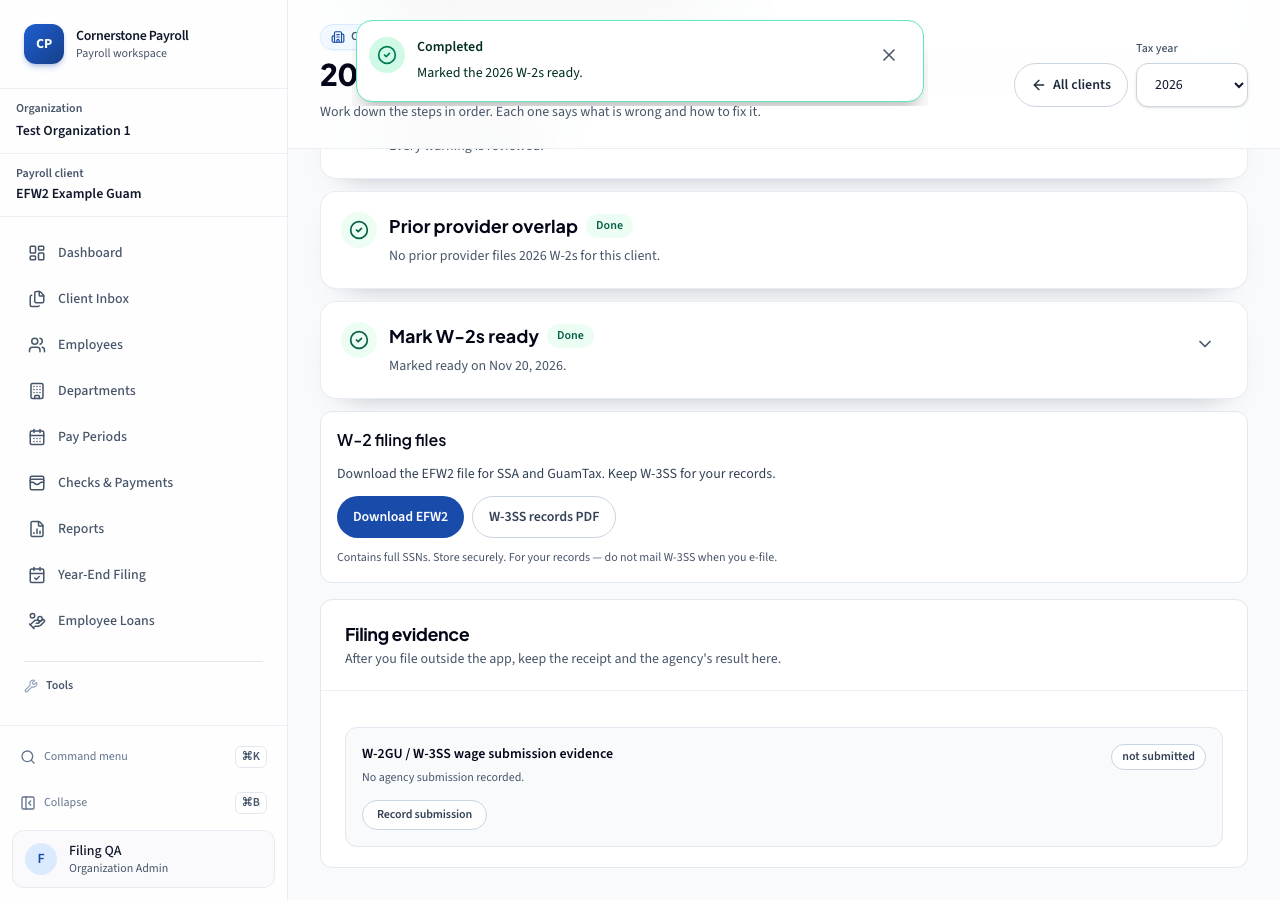 CP
Cornerstone Payroll
Payroll workspace
Organization
Test Organization 1
Payroll client
EFW2 Example Guam
Dashboard
Client Inbox
Employees
Departments
Pay Periods
Checks & Payments
Reports
Year-End Filing
Employee Loans
Tools
Command menu ⌘K
Collapse ⌘B
F
Filing QA
Organization Admin
Completed
Marked the 2026 W-2s ready.
20
Work down the steps in order. Each one says what is wrong and how to fix it.
All clients
Tax year
2026
Every warning is reviewed.
Prior provider overlap Done
No prior provider files 2026 W-2s for this client.
Mark W-2s ready Done
Marked ready on Nov 20, 2026.
W-2 filing files
Download the EFW2 file for SSA and GuamTax. Keep W-3SS for your records.
Download EFW2 W-3SS records PDF
Contains full SSNs. Store securely. For your records — do not mail W-3SS when you e-file.
Filing evidence
After you file outside the app, keep the receipt and the agency's result here.
W-2GU / W-3SS wage submission evidence not submitted
No agency submission recorded.
Record submission